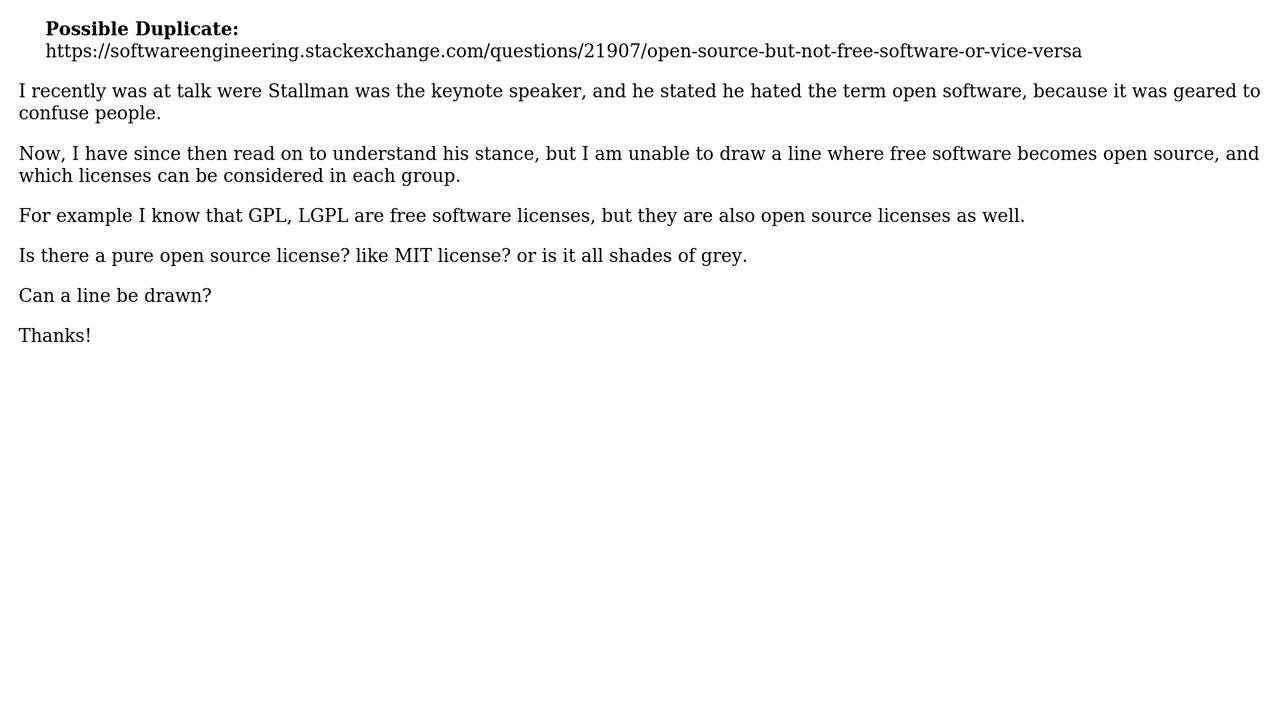 Possible Duplicate:
https://softwareengineering.stackexchange.com/questions/21907/open-source-but-not-free-software-or-vice-versa
I recently was at talk were Stallman was the keynote speaker, and he stated he hated the term open software, because it was geared to
confuse people.
Now, I have since then read on to understand his stance, but I am unable to draw a line where free software becomes open source, and
which licenses can be considered in each group.
For example I know that GPL, LGPL are free software licenses, but they are also open source licenses as well.
Is there a pure open source license? like MIT license? or is it all shades of grey.
Can a line be drawn?
Thanks!